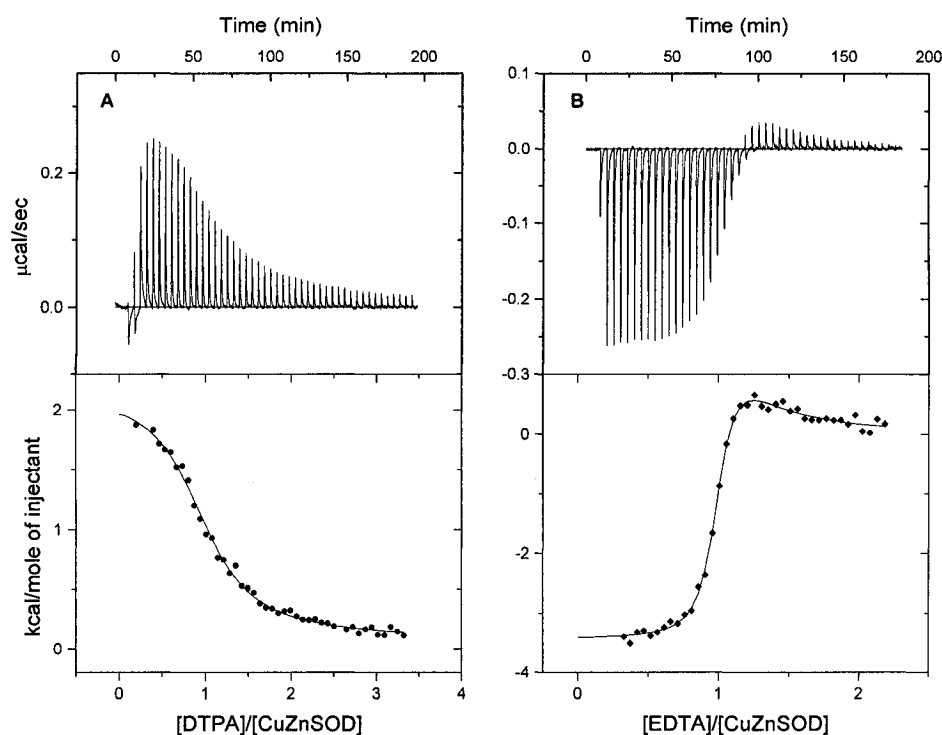 Time (min)
0 50 100 150 200
A
0.2
0.0
μcal/sec
2
1
0
kcal/mole of injectant
0 1 2 3 4
[DTPA]/[CuZnSOD]
Time (min)
0 50 100 150 200
B
0.1
0.0
-0.1
-0.2
-0.3
0
-2
-4
0 1 2
[EDTA]/[CuZnSOD]